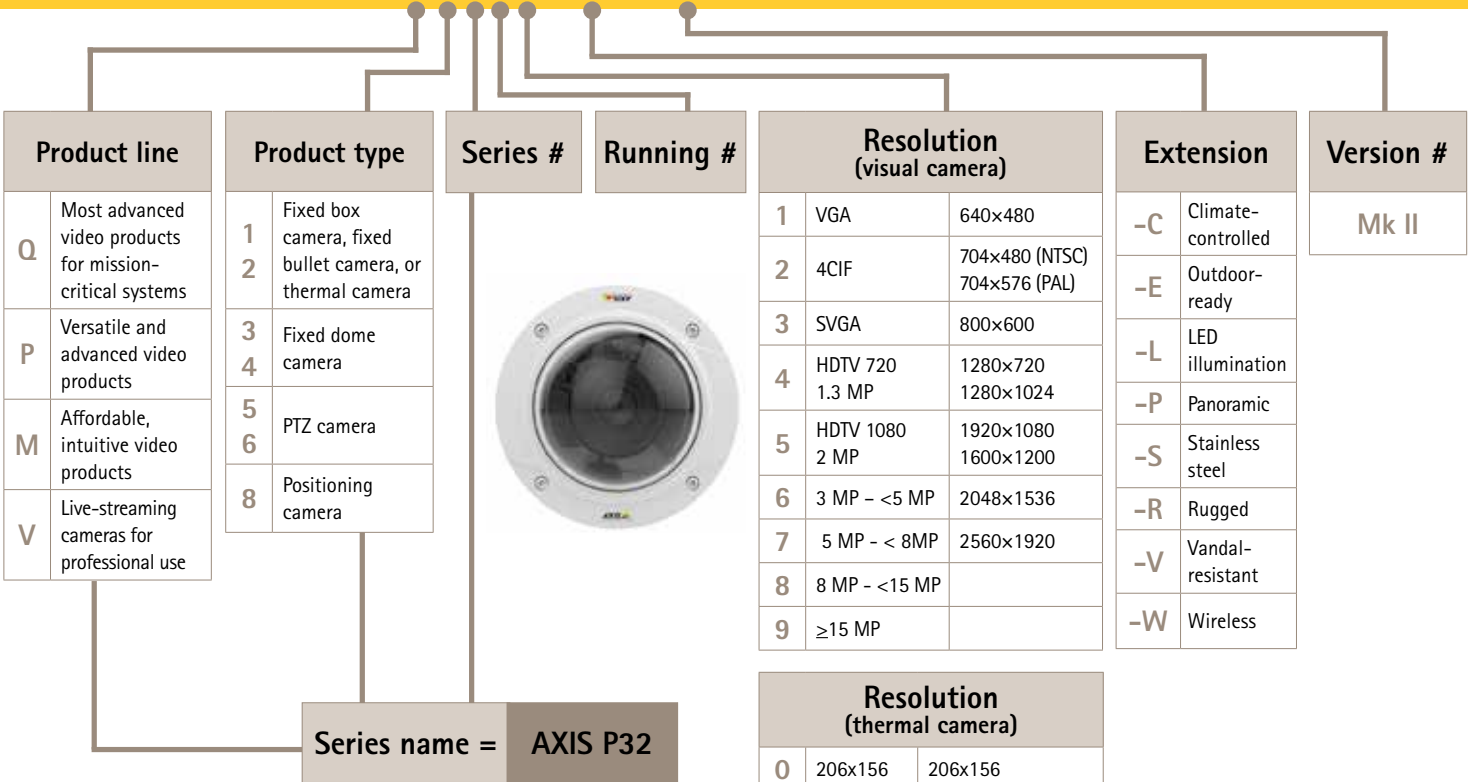 Product line
Q
Most advanced
video products
for mission-
critical systems
P
Versatile and
advanced video
products
M
Affordable,
intuitive video
products
V
Live-streaming
cameras for
professional use
Product type
1
2
Fixed box
camera, fixed
bullet camera, or
thermal camera
3
4
Fixed dome
camera
5
6
PTZ camera
8
Positioning
camera
Series #
Running #
AXIS
Resolution
(visual camera)
1 VGA 640×480
2 4CIF 704×480 (NTSC)
704×576 (PAL)
3 SVGA 800×600
4
HDTV 720 1280×720
1.3 MP 1280×1024
5
HDTV 1080 1920×1080
2 MP 1600×1200
6 3 MP – <5 MP 2048×1536
7 5 MP - < 8MP 2560×1920
8 8 MP - <15 MP
9 ≥15 MP
Extension
-C Climate-
controlled
-E Outdoor-
ready
-L LED
illumination
-P Panoramic
-S Stainless
steel
-R Rugged
-V Vandal-
resistant
-W Wireless
Version #
Mk II
Series name = AXIS P32
Resolution
(thermal camera)
0 206x156 206x156